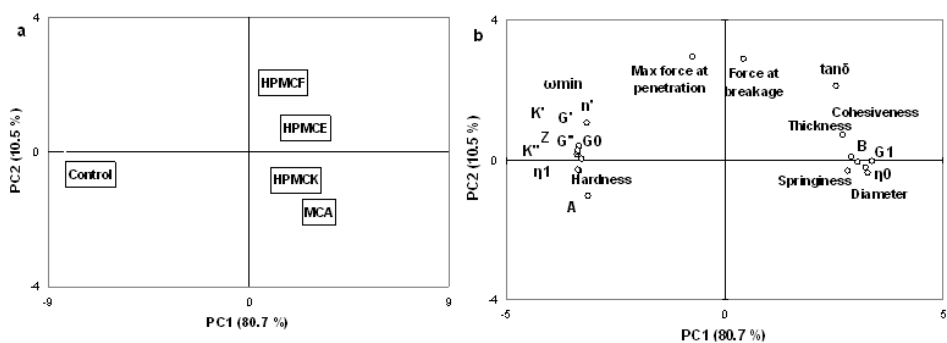 a
4
HPMCF
HPMCE
0
Control
HPMCK
MCA
-4
-9
0
9
PC1 (80.7 %)
PC2 (10.5 %)
b
4
Max force at
penetration
Force at
breakage
tanδ
ωmin
K' G' n'
Cohesiveness
Thickness
Z G" G0
K"
B G1
0
η1 Hardness
Springiness η0
Diameter
A
-4
-5
0
5
PC1 (80.7 %)
PC2 (10.5 %)